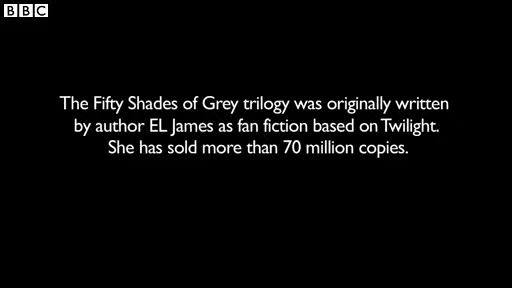 BBC
The Fifty Shades of Grey trilogy was originally written
by author EL James as fan fiction based on Twilight.
She has sold more than 70 million copies.